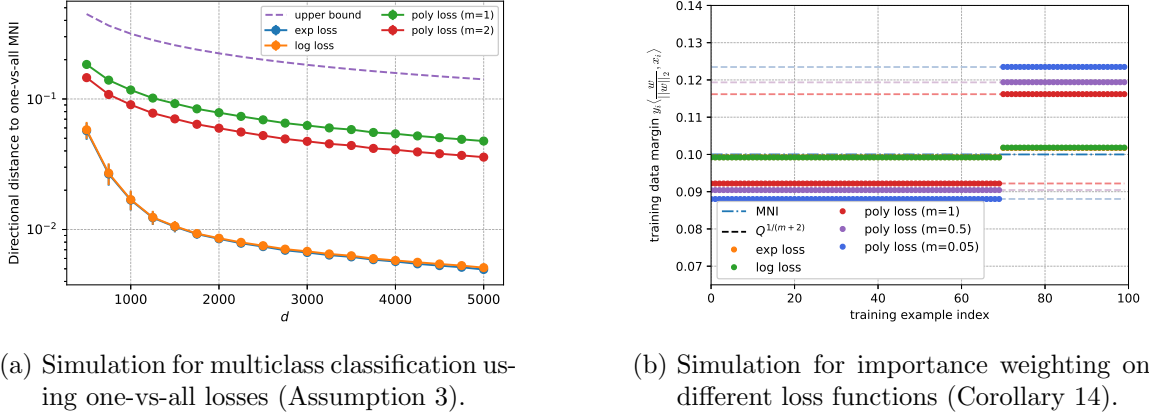 upper bound
exp loss
log loss
poly loss (m=1)
poly loss (m=2)
Directional distance to one-vs-all MNI
10⁻¹
10⁻²
1000 2000 3000 4000 5000
d
0.14
0.13
0.12
0.11
0.10
0.09
0.08
0.07
training data margin yᵢ⟨w/||w||₂, xᵢ⟩
MNI
Q^{1/(m+2)}
exp loss
log loss
poly loss (m=1)
poly loss (m=0.5)
poly loss (m=0.05)
0 20 40 60 80 100
training example index
(a) Simulation for multiclass classification us-
ing one-vs-all losses (Assumption 3).
(b) Simulation for importance weighting on
different loss functions (Corollary 14).